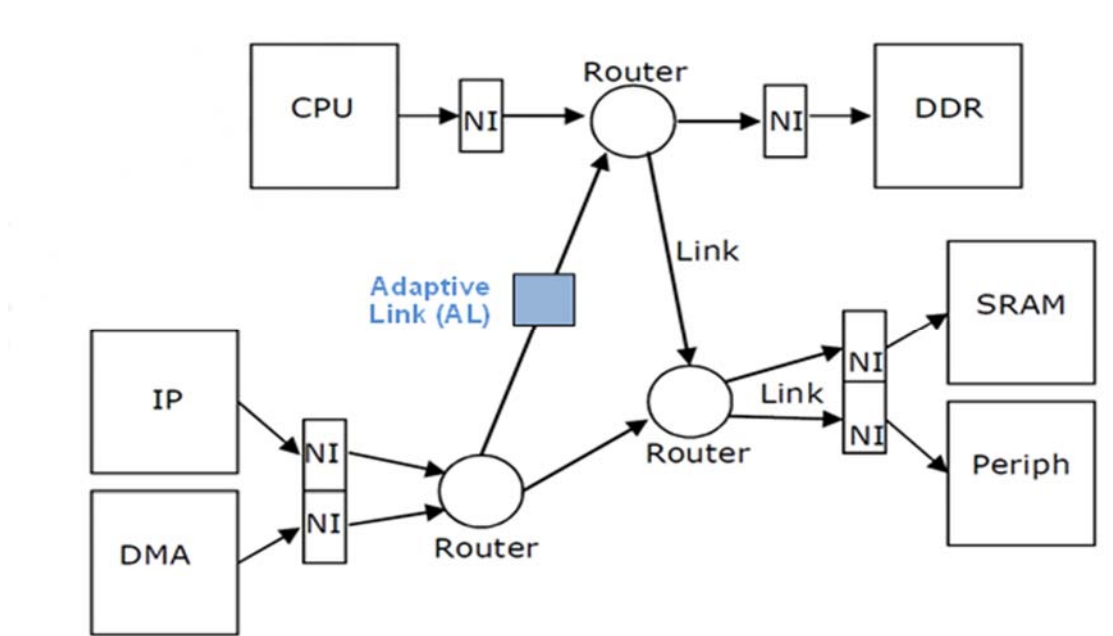 Router
CPU
NI
NI
DDR
Link
Adaptive
Link (AL)
SRAM
NI
IP
Link
NI
Router
NI
Periph
NI
DMA
Router